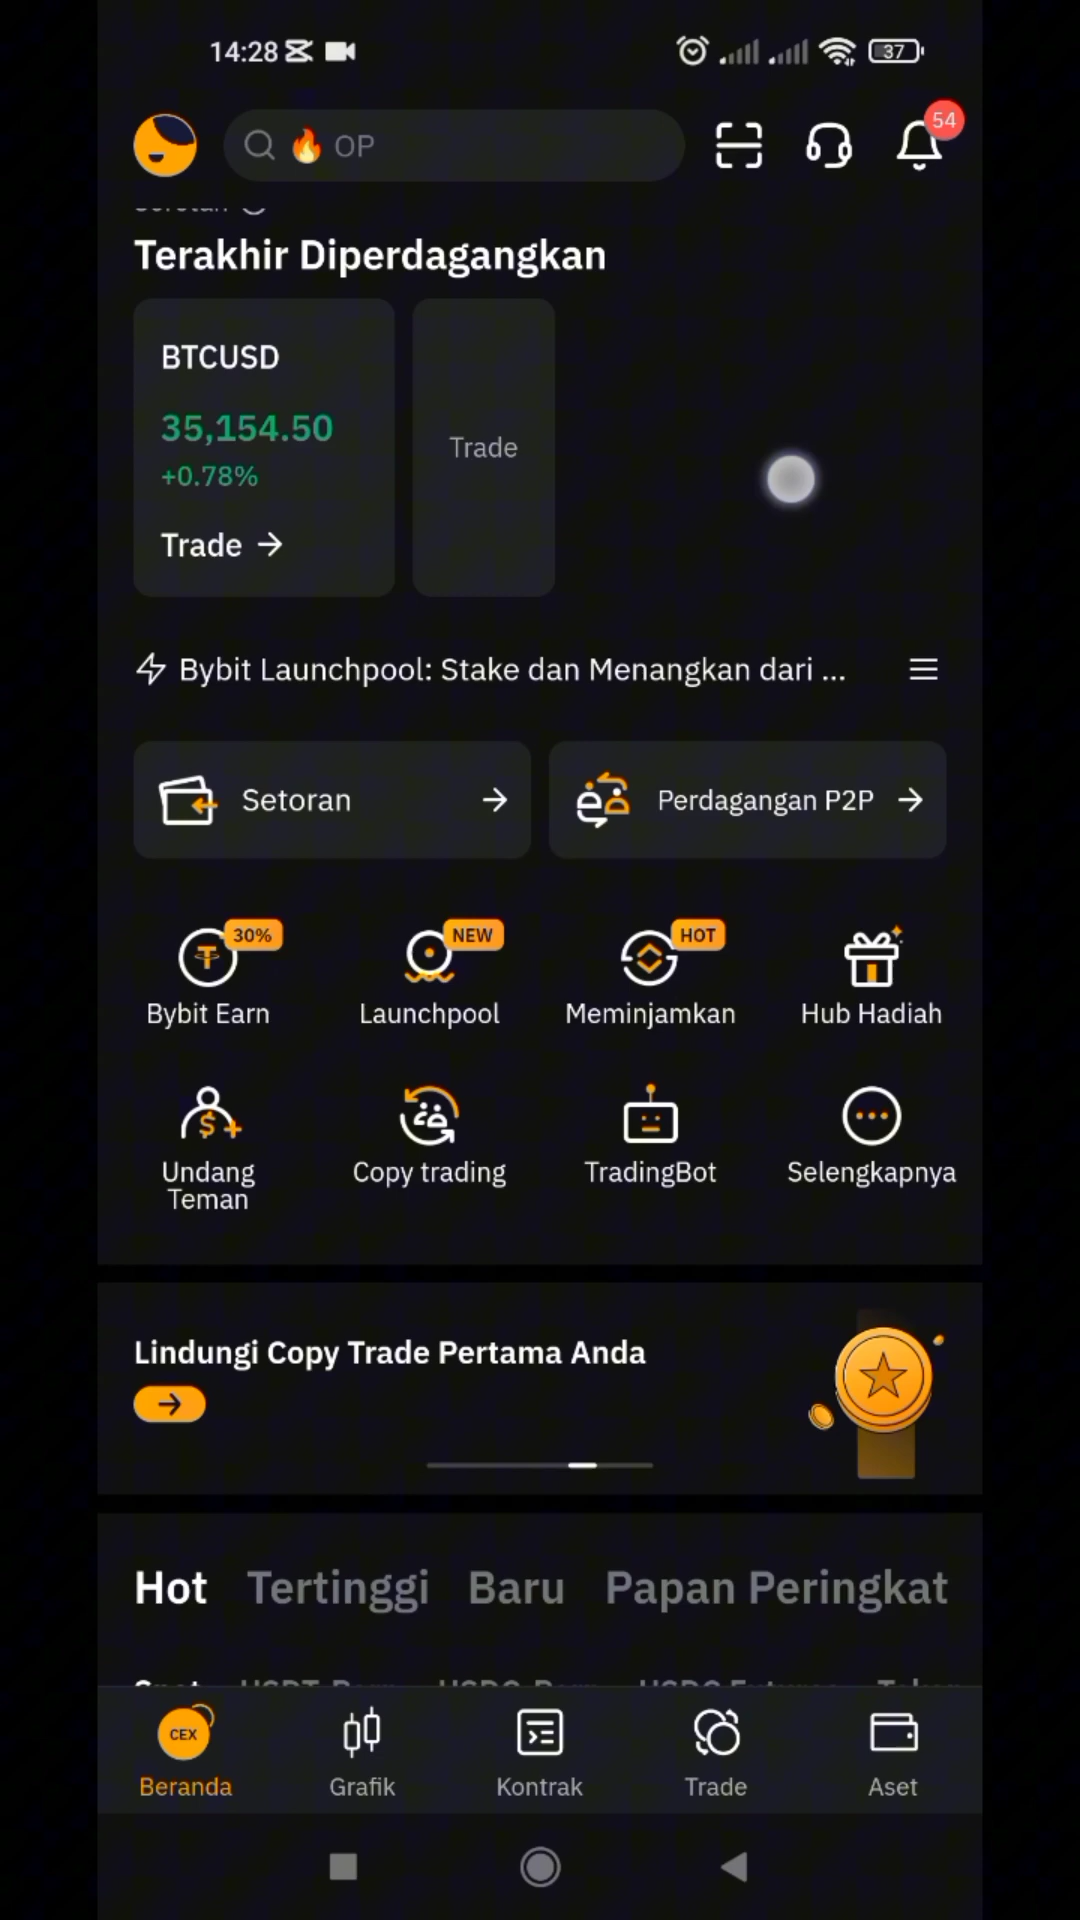 14:28
37
OP
54
Terakhir Diperdagangkan
BTCUSD
35,154.50
+0.78%
Trade
Trade
Bybit Launchpool: Stake dan Menangkan dari ...
Setoran
Perdagangan P2P
30%
NEW
HOT
Bybit Earn
Launchpool
Meminjamkan
Hub Hadiah
Undang
Teman
Copy trading
TradingBot
Selengkapnya
Lindungi Copy Trade Pertama Anda
Hot Tertinggi Baru Papan Peringkat
CEX
Beranda
Grafik
Kontrak
Trade
Aset